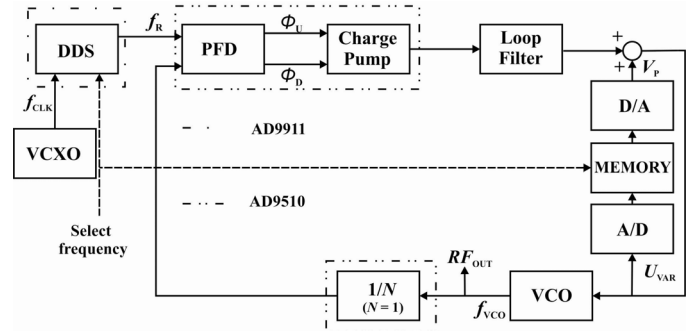 DDS
f_R
PFD
Φ_U
Φ_D
Charge
Pump
Loop
Filter
+
+
V_P
D/A
f_CLK
AD9911
VCXO
MEMORY
AD9510
Select
frequency
A/D
RF_OUT
U_VAR
1/N
(N = 1)
f_VCO
VCO